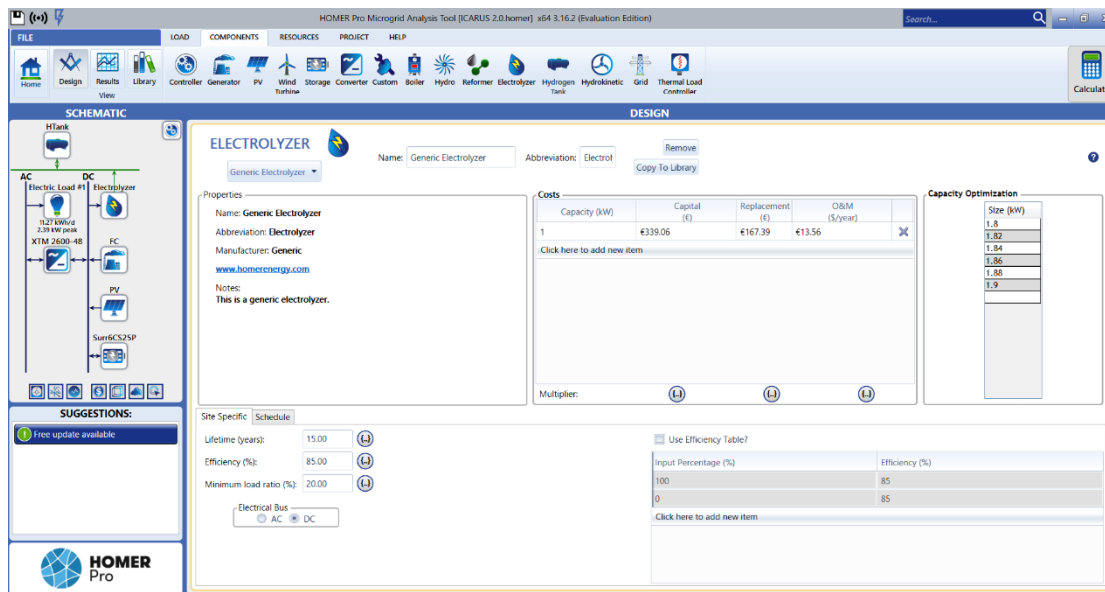 HOMER Pro Microgrid Analysis Tool [ICARUS 2.0.homer] x64 3.16.2 (Evaluation Edition)
Search...
FILE
LOAD COMPONENTS RESOURCES PROJECT HELP
Home
Design
Results
Library
View
Controller
Generator
PV
Wind Turbine
Storage
Converter
Custom
Boiler
Hydro
Reformer
Electrolyzer
Hydrogen Tank
Hydrokinetic
Grid
Thermal Load Controller
Calculat
SCHEMATIC
DESIGN
HTank
AC
DC
Electric Load #1
Electrolyzer
11.27 kWh/d
2.39 kW peak
XTM 2600-48
FC
PV
Surr6CS25P
SUGGESTIONS:
Free update available
HOMER
Pro
ELECTROLYZER
Generic Electrolyzer
Name: Generic Electrolyzer
Abbreviation: Electrol
Remove
Copy To Library
Properties
Name: Generic Electrolyzer
Abbreviation: Electrolyzer
Manufacturer: Generic
www.homerenergy.com
Notes:
This is a generic electrolyzer.
Costs
Capacity (kW) Capital (€) Replacement (€) O&M ($/year)
1 €339.06 €167.39 €13.56
Click here to add new item
Multiplier: (..) (..) (..)
Capacity Optimization
Size (kW)
1.8
1.82
1.84
1.86
1.88
1.9
Site Specific Schedule
Lifetime (years): 15.00 (..)
Efficiency (%): 85.00 (..)
Minimum load ratio (%): 20.00 (..)
Electrical Bus
AC DC
Use Efficiency Table?
Input Percentage (%) Efficiency (%)
100 85
0 85
Click here to add new item